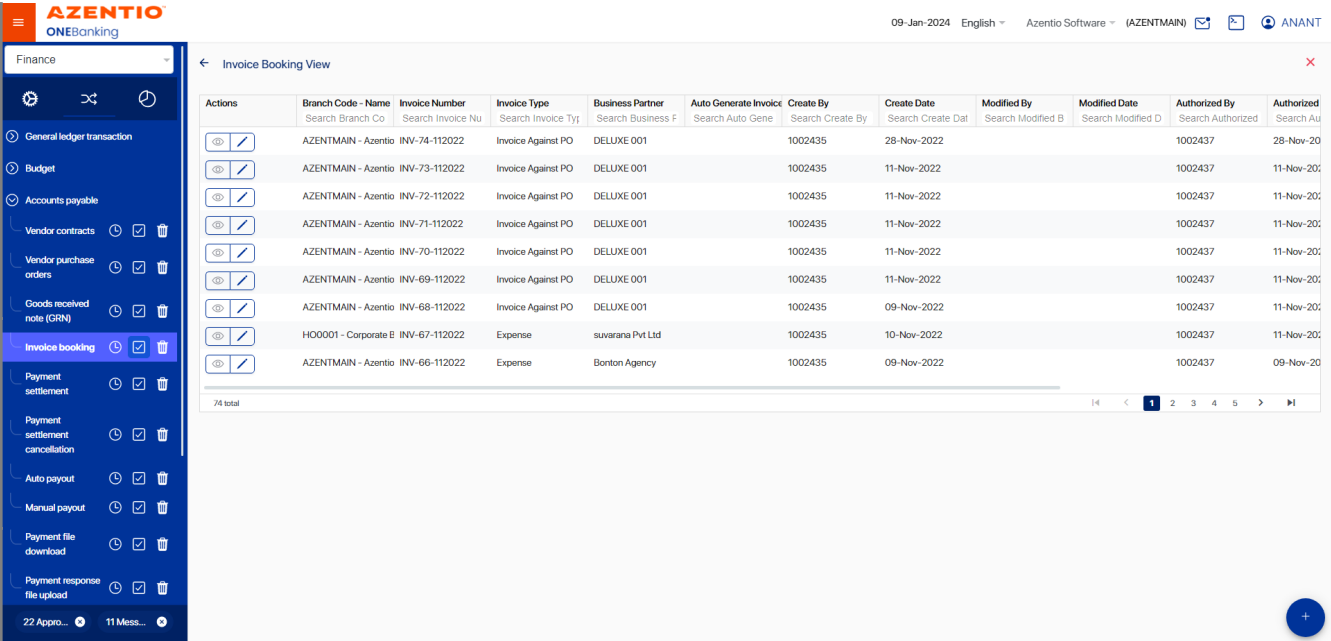 AZENTIO
ONEBanking
09-Jan-2024 English Azentio Software (AZENTMAIN) ANANT
Finance
General ledger transaction
Budget
Accounts payable
Vendor contracts
Vendor purchase
orders
Goods received
note (GRN)
Invoice booking
Payment
settlement
Payment
settlement
cancellation
Auto payout
Manual payout
Payment file
download
Payment response
file upload
22 Appro... 11 Mess...
Invoice Booking View
Actions Branch Code - Name Invoice Number Invoice Type Business Partner Auto Generate Invoice Create By Create Date Modified By Modified Date Authorized By Authorized
Search Branch Co Search Invoice Nu Search Invoice Typ Search Business P Search Auto Gene Search Create By Search Create Dat Search Modified B Search Modified D Search Authorized Search Au
AZENTMAIN - Azentio INV-74-112022 Invoice Against PO DELUXE 001 1002435 28-Nov-2022 1002437 28-Nov-20
AZENTMAIN - Azentio INV-73-112022 Invoice Against PO DELUXE 001 1002435 11-Nov-2022 1002437 11-Nov-202
AZENTMAIN - Azentio INV-72-112022 Invoice Against PO DELUXE 001 1002435 11-Nov-2022 1002437 11-Nov-202
AZENTMAIN - Azentio INV-71-112022 Invoice Against PO DELUXE 001 1002435 11-Nov-2022 1002437 11-Nov-202
AZENTMAIN - Azentio INV-70-112022 Invoice Against PO DELUXE 001 1002435 11-Nov-2022 1002437 11-Nov-202
AZENTMAIN - Azentio INV-69-112022 Invoice Against PO DELUXE 001 1002435 11-Nov-2022 1002437 11-Nov-202
AZENTMAIN - Azentio INV-68-112022 Invoice Against PO DELUXE 001 1002435 09-Nov-2022 1002437 11-Nov-202
HO0001 - Corporate B INV-67-112022 Expense suvarana Pvt Ltd 1002435 10-Nov-2022 1002437 11-Nov-202
AZENTMAIN - Azentio INV-66-112022 Expense Bonton Agency 1002435 09-Nov-2022 1002437 09-Nov-20
74 total 1 2 3 4 5